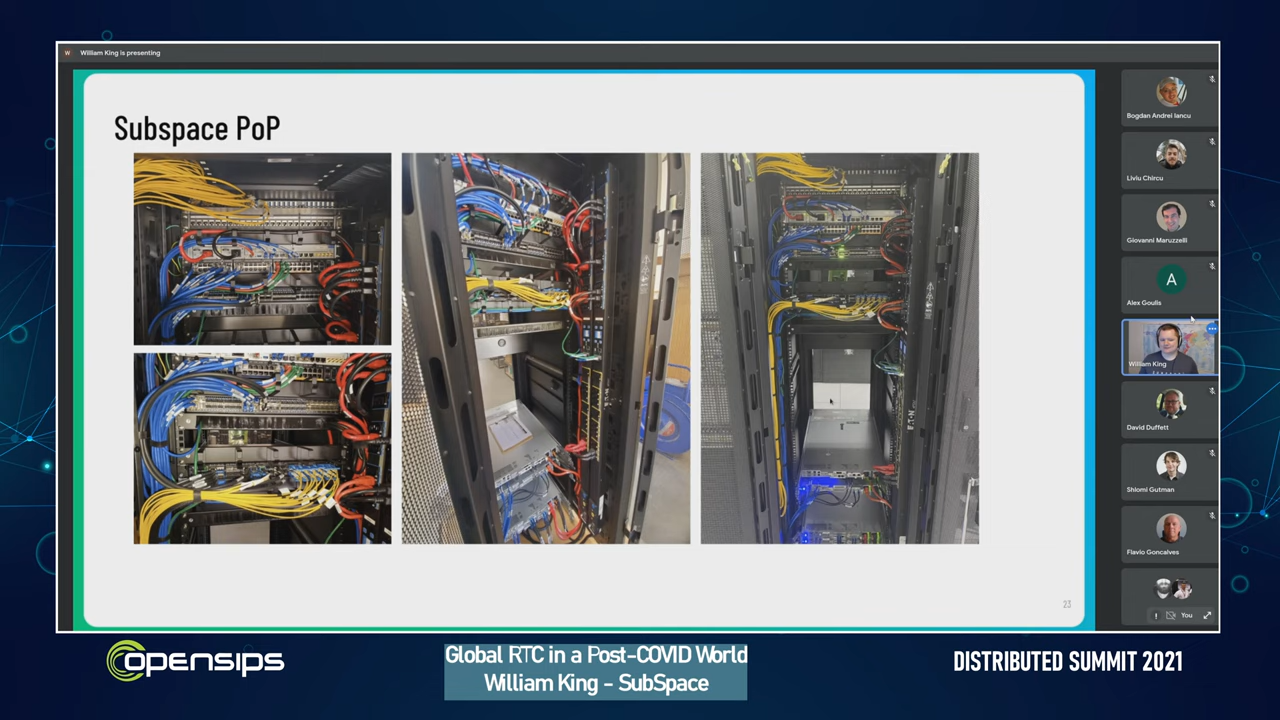 W William King is presenting
Subspace PoP
23
Bogdan Andrei Iancu
Liviu Chircu
Giovanni Maruzzelli
A
Alex Goulis
William King
David Duffett
Shlomi Gutman
Flavio Goncalves
You
OPENSIPS
Global RTC in a Post-COVID World
William King - SubSpace
DISTRIBUTED SUMMIT 2021